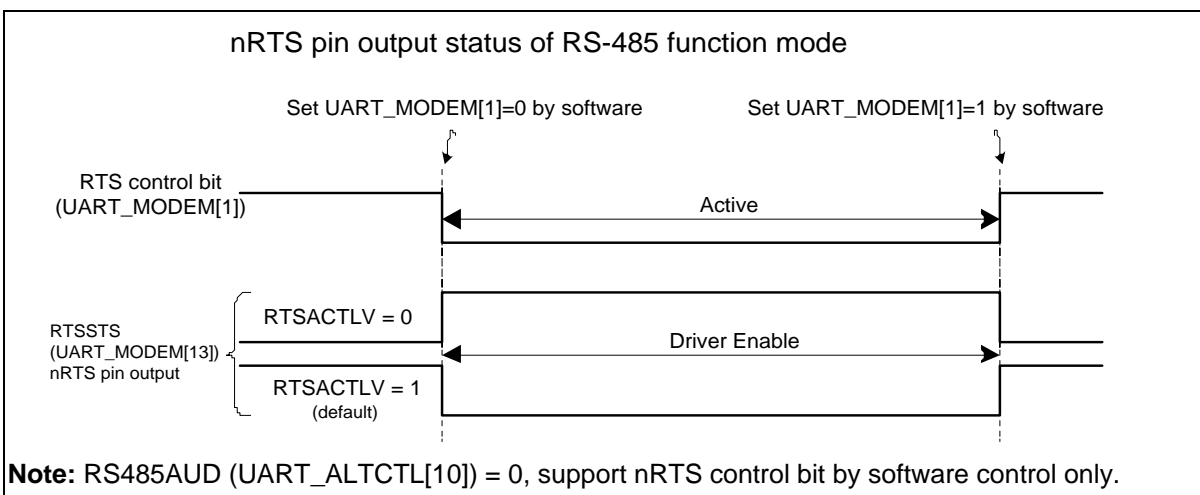 nRTS pin output status of RS-485 function mode
Set UART_MODEM[1]=0 by software
Set UART_MODEM[1]=1 by software
RTS control bit
(UART_MODEM[1])
Active
RTSSTS
(UART_MODEM[13])
nRTS pin output
RTSACTLV = 0
Driver Enable
RTSACTLV = 1
(default)
Note: RS485AUD (UART_ALTCTL[10]) = 0, support nRTS control bit by software control only.